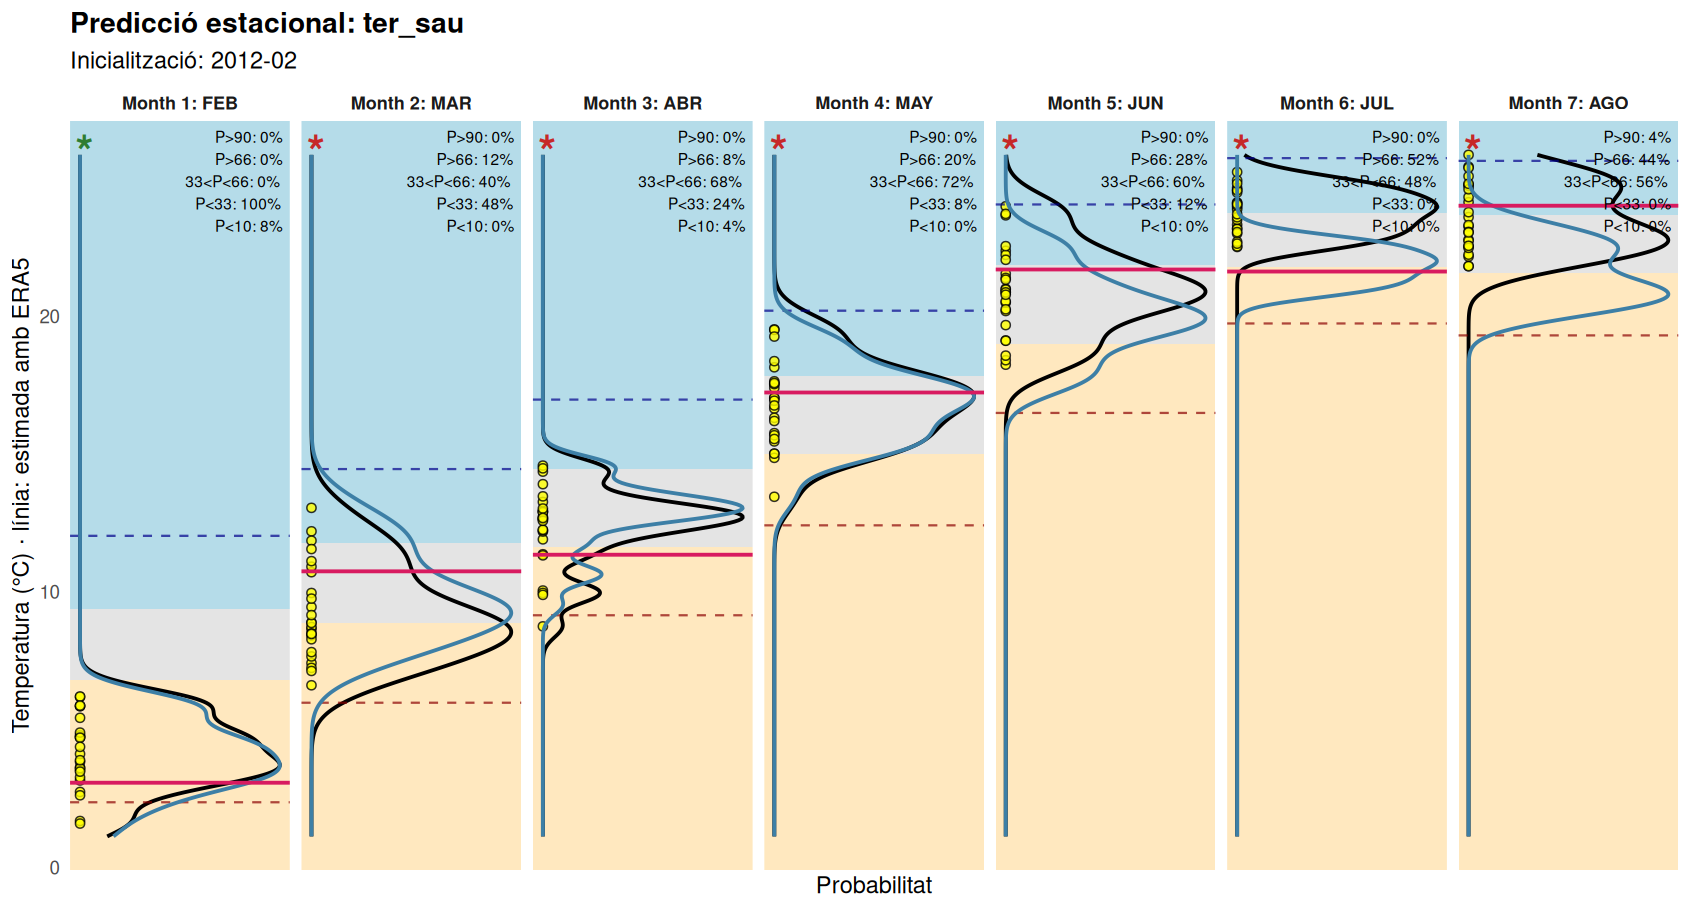 Predicció estacional: ter_sau
Inicialització: 2012-02
Month 1: FEB
Month 2: MAR
Month 3: ABR
Month 4: MAY
Month 5: JUN
Month 6: JUL
Month 7: AGO
*
P>90: 0%
P>66: 0%
33<P<66: 0%
P<33: 100%
P<10: 8%
*
P>90: 0%
P>66: 12%
33<P<66: 40%
P<33: 48%
P<10: 0%
*
P>90: 0%
P>66: 8%
33<P<66: 68%
P<33: 24%
P<10: 4%
*
P>90: 0%
P>66: 20%
33<P<66: 72%
P<33: 8%
P<10: 0%
*
P>90: 0%
P>66: 28%
33<P<66: 60%
P<33: 12%
P<10: 0%
*
P>90: 0%
P>66: 52%
33<P<66: 48%
P<33: 0%
P<10: 0%
*
P>90: 4%
P>66: 44%
33<P<66: 56%
P<33: 0%
P<10: 0%
Temperatura (°C) · línia: estimada amb ERA5
20
10
0
Probabilitat